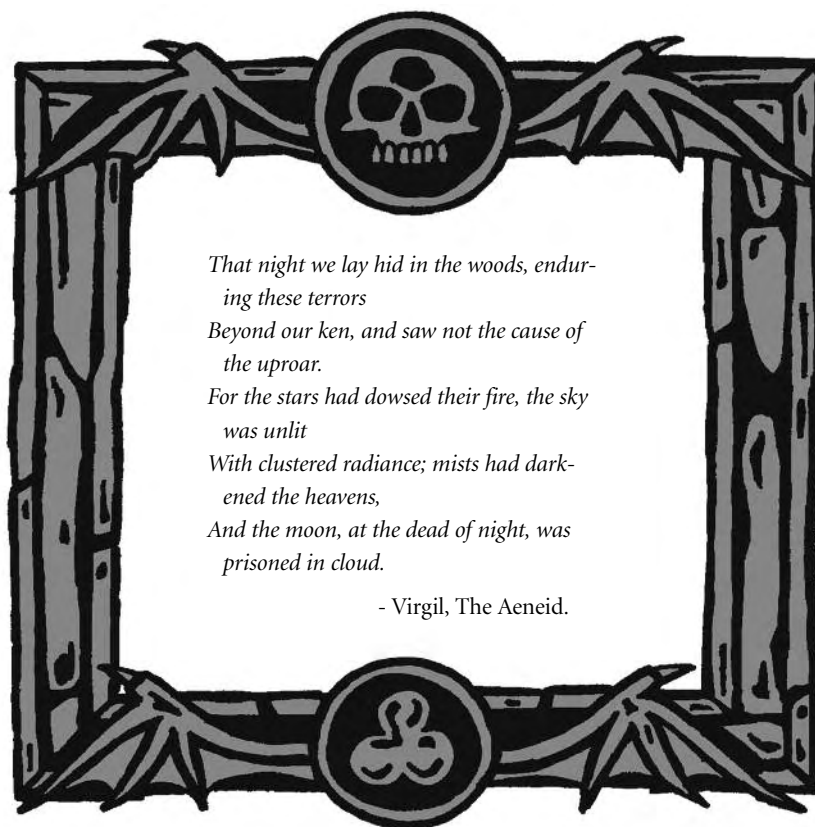 That night we lay hid in the woods, endur-
ing these terrors
Beyond our ken, and saw not the cause of
the uproar.
For the stars had dowsed their fire, the sky
was unlit
With clustered radiance; mists had dark-
ened the heavens,
And the moon, at the dead of night, was
prisoned in cloud.
- Virgil, The Aeneid.